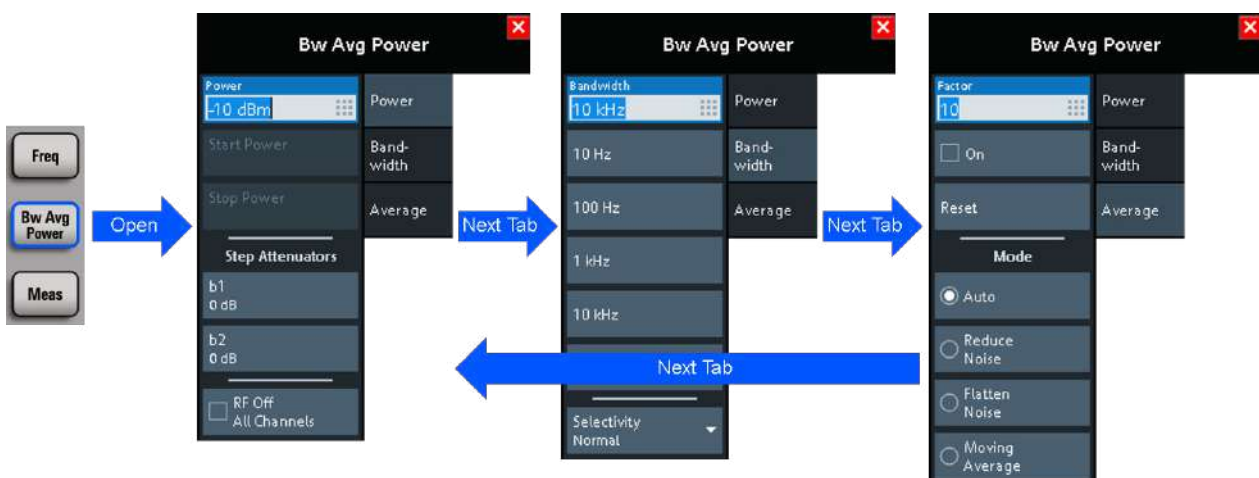 Freq
Bw Avg
Power
Meas
Open
Bw Avg Power
Power
-10 dBm
Start Power
Stop Power
Step Attenuators
b1
0 dB
b2
0 dB
RF Off
All Channels
Power
Band-
width
Average
Next Tab
Bw Avg Power
Bandwidth
10 kHz
10 Hz
100 Hz
1 kHz
10 kHz
Selectivity
Normal
Power
Band-
width
Average
Next Tab
Bw Avg Power
Factor
10
On
Reset
Mode
Auto
Reduce
Noise
Flatten
Noise
Moving
Average
Power
Band-
width
Average
Next Tab